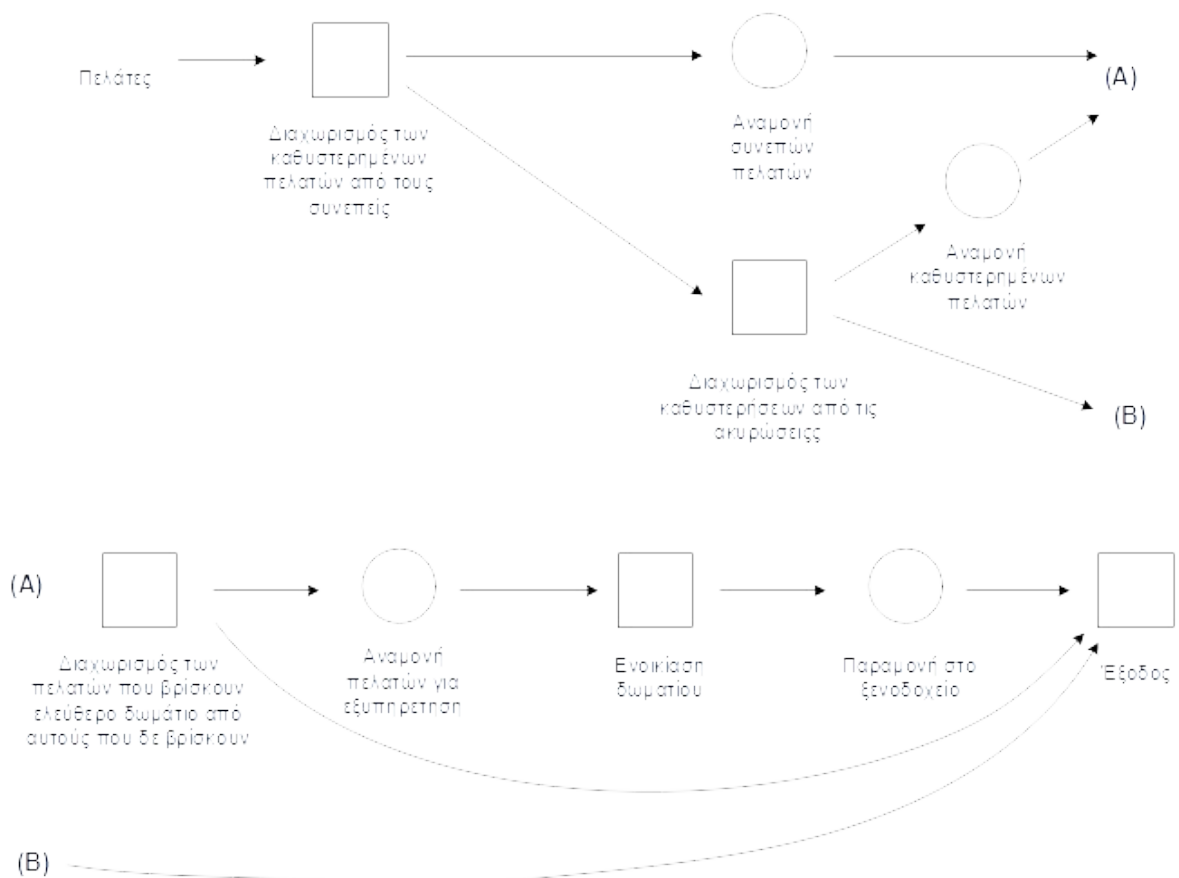 Πελάτες
(A)
Διαχωρισμός των
καθυστερημένων
πελατών από τους
συνεπείς
Αναμονή
συνεπών
πελατών
Αναμονή
καθυστερημένων
πελατών
Διαχωρισμός των
καθυστερήσεων από τις
ακυρώσειςς
(B)
(A)
Διαχωρισμός των
πελατών που βρίσκουν
ελεύθερο δωμάτιο από
αυτούς που δε βρίσκουν
Αναμονή
πελατών για
εξυπηρετηση
Ενοικίαση
δωματίου
Παραμονή στο
ξενοδοχείο
Έξοδος
(B)